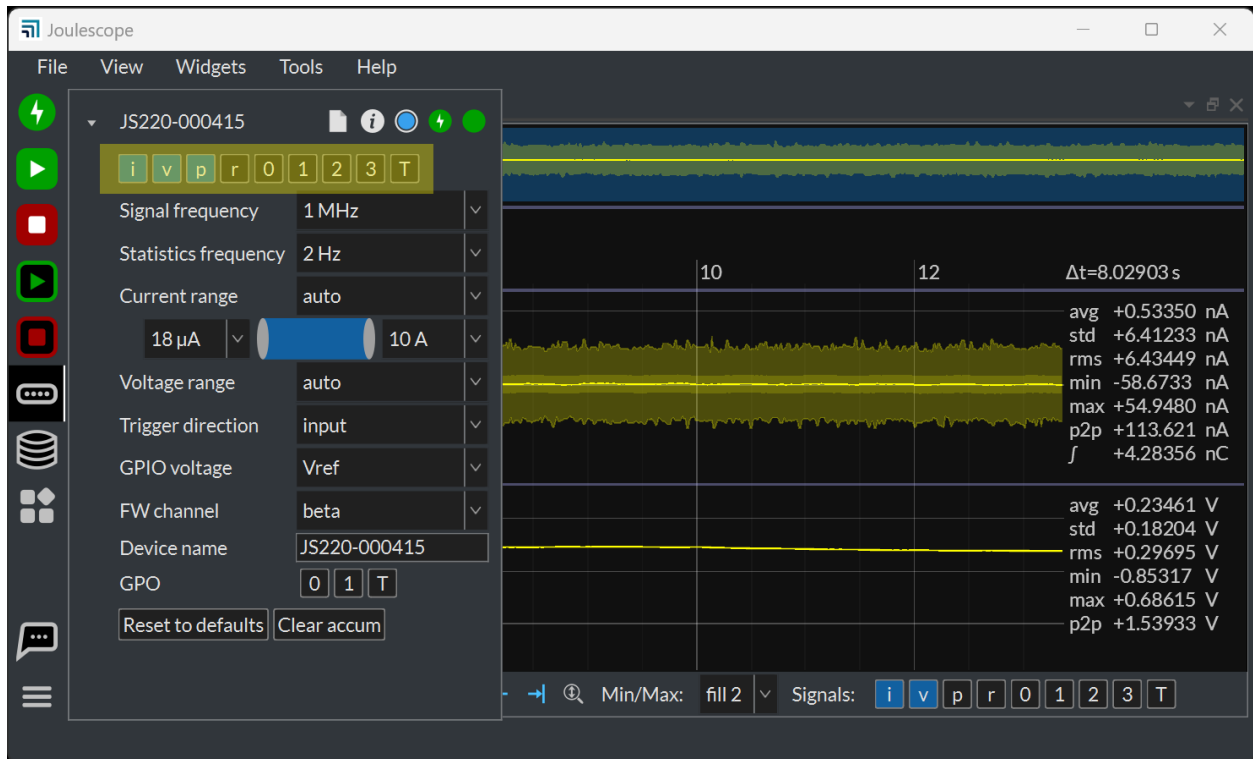 Joulescope
File View Widgets Tools Help
JS220-000415
i v p r 0 1 2 3 T
Signal frequency 1 MHz
Statistics frequency 2 Hz
Current range auto
18 µA 10 A
Voltage range auto
Trigger direction input
GPIO voltage Vref
FW channel beta
Device name JS220-000415
GPO 0 1 T
Reset to defaults Clear accum
10 12 Δt=8.02903 s
avg +0.53350 nA
std +6.41233 nA
rms +6.43449 nA
min -58.6733 nA
max +54.9480 nA
p2p +113.621 nA
∫ +4.28356 nC
avg +0.23461 V
std +0.18204 V
rms +0.29695 V
min -0.85317 V
max +0.68615 V
p2p +1.53933 V
Min/Max: fill 2 Signals: i v p r 0 1 2 3 T